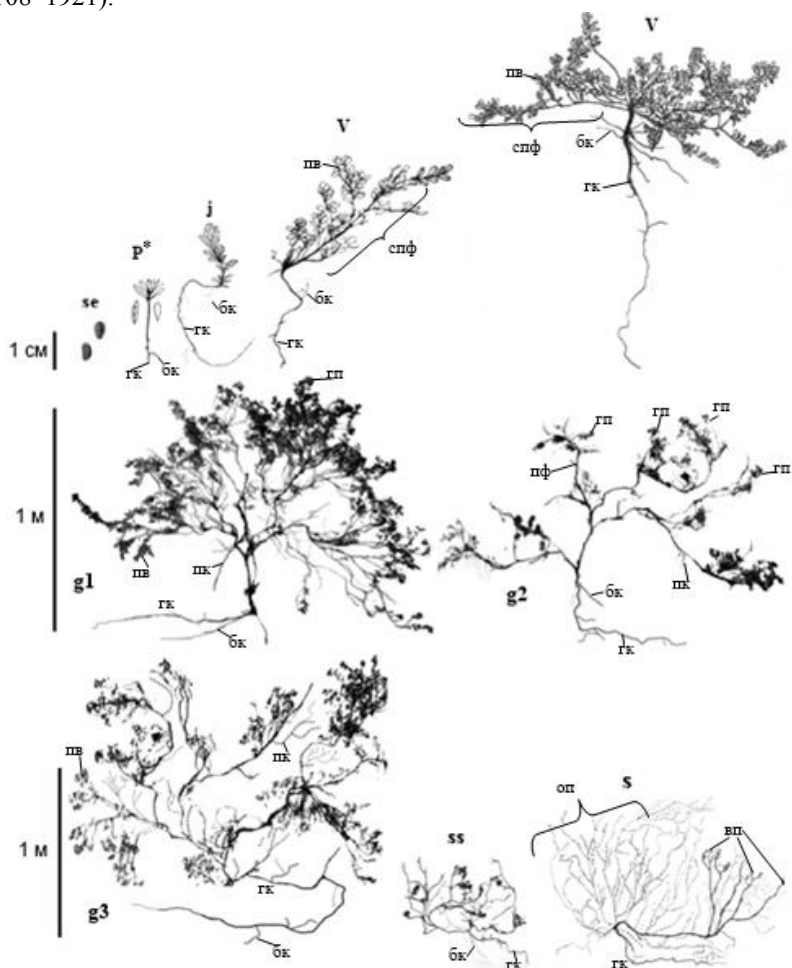 108–1921).
V
пв
спф
бк
гк
V
пв
спф
бк
гк
j
бк
гк
p*
гк
бк
se
1 см
гп
пв
пк
g1
гк
бк
1 м
гп
гп
гп
гп
пф
пк
g2
бк
гк
пв
пк
гк
g3
бк
1 м
ss
бк
гк
s
оп
вп
гк